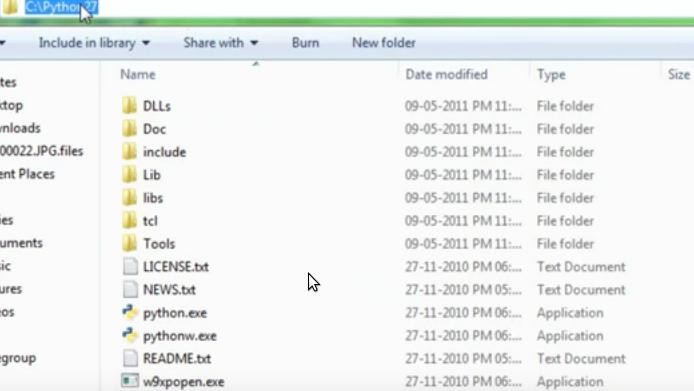 C:\Python27
Include in library Share with Burn New folder
Name Date modified Type Size
DLLs 09-05-2011 PM 11:... File folder
Doc 09-05-2011 PM 11:... File folder
include 09-05-2011 PM 11:... File folder
Lib 09-05-2011 PM 11:... File folder
libs 09-05-2011 PM 11:... File folder
tcl 09-05-2011 PM 11:... File folder
Tools 09-05-2011 PM 11:... File folder
LICENSE.txt 27-11-2010 PM 06:... Text Document
NEWS.txt 27-11-2010 PM 05:... Text Document
python.exe 27-11-2010 PM 06:... Application
pythonw.exe 27-11-2010 PM 06:... Application
README.txt 27-11-2010 PM 05:... Text Document
w9xpopen.exe 27-11-2010 PM 06:... Application
tes
ktop
wnloads
00022.JPG.files
ent Places
ies
uments
sic
ures
eos
egroup